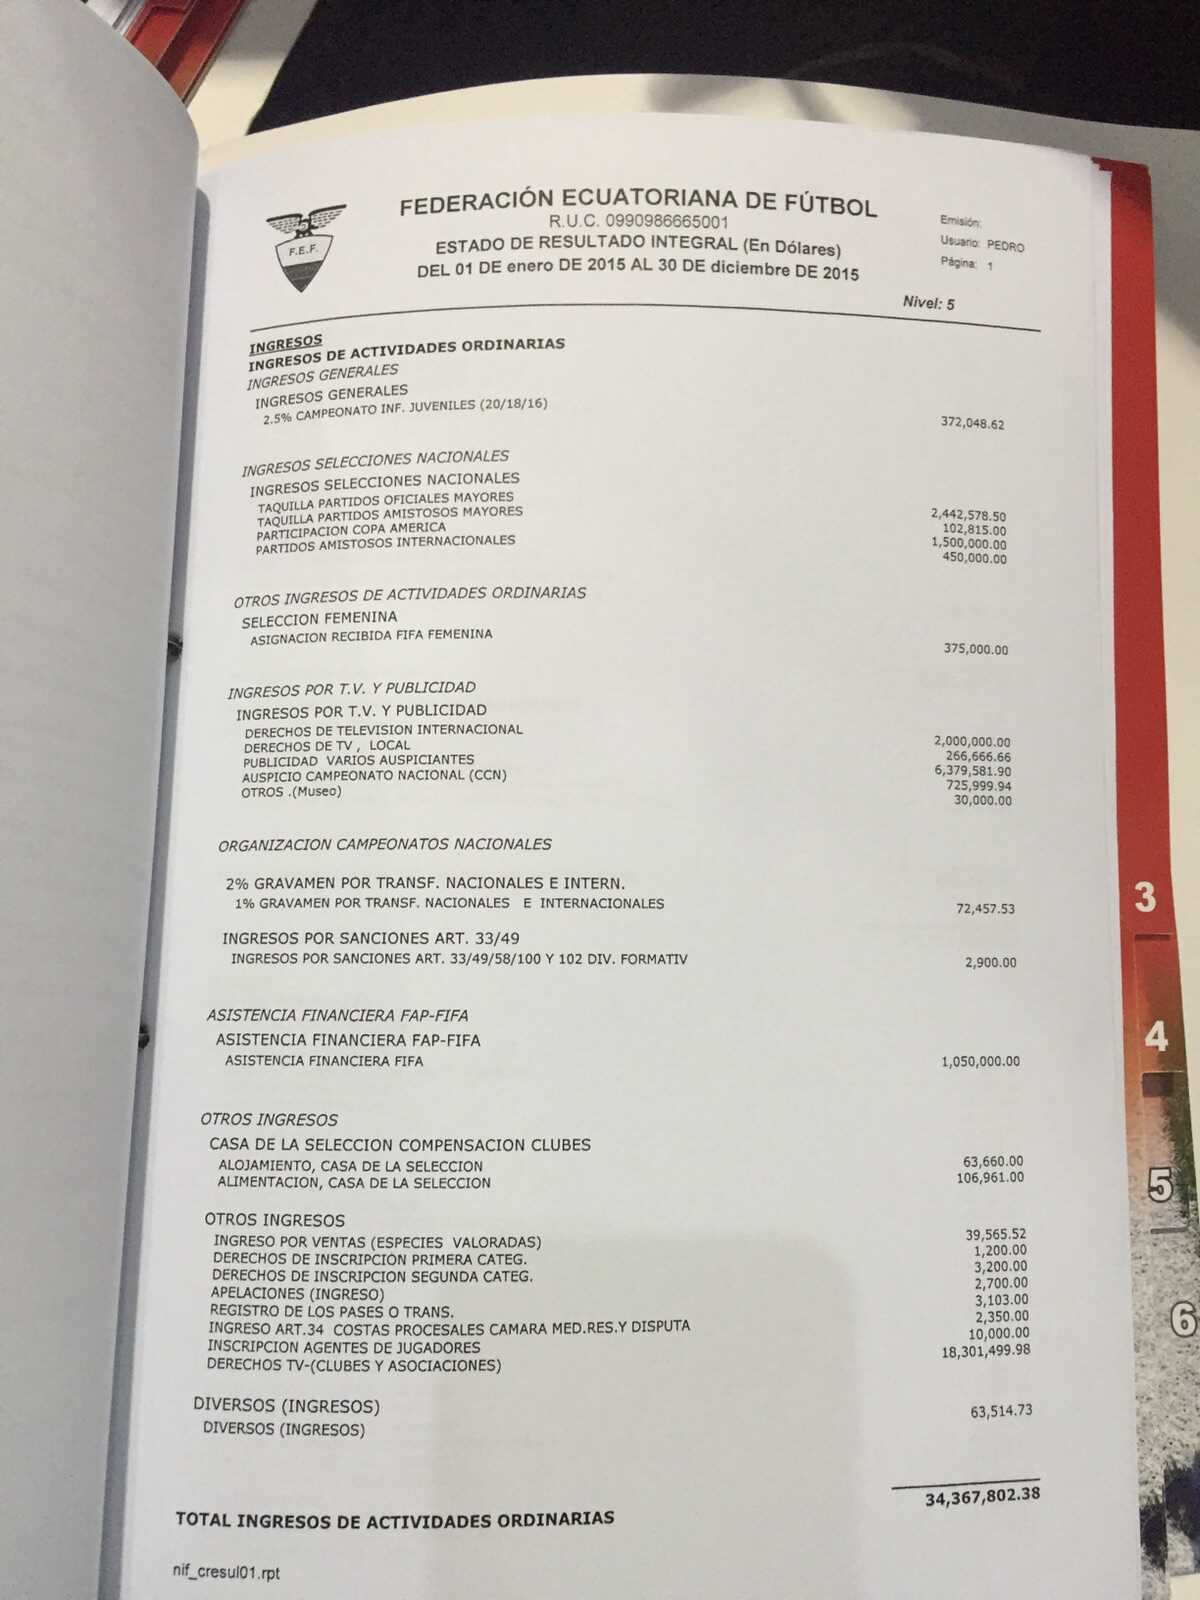 FEDERACIÓN ECUATORIANA DE FÚTBOL
R.U.C. 0990986665001
ESTADO DE RESULTADO INTEGRAL (En Dólares)
DEL 01 DE enero DE 2015 AL 30 DE diciembre DE 2015
F.E.F.
Emisión:
Usuario: PEDRO
Página: 1
Nivel: 5
INGRESOS
INGRESOS DE ACTIVIDADES ORDINARIAS
INGRESOS GENERALES
INGRESOS GENERALES
2.5% CAMPEONATO INF. JUVENILES (20/18/16) 372,048.62
INGRESOS SELECCIONES NACIONALES
INGRESOS SELECCIONES NACIONALES
TAQUILLA PARTIDOS OFICIALES MAYORES 2,442,578.50
TAQUILLA PARTIDOS AMISTOSOS MAYORES 102,815.00
PARTICIPACION COPA AMERICA 1,500,000.00
PARTIDOS AMISTOSOS INTERNACIONALES 450,000.00
OTROS INGRESOS DE ACTIVIDADES ORDINARIAS
SELECCION FEMENINA
ASIGNACION RECIBIDA FIFA FEMENINA 375,000.00
INGRESOS POR T.V. Y PUBLICIDAD
INGRESOS POR T.V. Y PUBLICIDAD
DERECHOS DE TELEVISION INTERNACIONAL 2,000,000.00
DERECHOS DE TV , LOCAL 266,666.66
PUBLICIDAD VARIOS AUSPICIANTES 6,379,581.90
AUSPICIO CAMPEONATO NACIONAL (CCN) 725,999.94
OTROS .(Museo) 30,000.00
ORGANIZACION CAMPEONATOS NACIONALES
2% GRAVAMEN POR TRANSF. NACIONALES E INTERN.
1% GRAVAMEN POR TRANSF. NACIONALES E INTERNACIONALES 72,457.53
INGRESOS POR SANCIONES ART. 33/49
INGRESOS POR SANCIONES ART. 33/49/58/100 Y 102 DIV. FORMATIV 2,900.00
ASISTENCIA FINANCIERA FAP-FIFA
ASISTENCIA FINANCIERA FAP-FIFA
ASISTENCIA FINANCIERA FIFA 1,050,000.00
OTROS INGRESOS
CASA DE LA SELECCION COMPENSACION CLUBES
ALOJAMIENTO, CASA DE LA SELECCION 63,660.00
ALIMENTACION, CASA DE LA SELECCION 106,961.00
OTROS INGRESOS
INGRESO POR VENTAS (ESPECIES VALORADAS) 39,565.52
DERECHOS DE INSCRIPCION PRIMERA CATEG. 1,200.00
DERECHOS DE INSCRIPCION SEGUNDA CATEG. 3,200.00
APELACIONES (INGRESO) 2,700.00
REGISTRO DE LOS PASES O TRANS. 3,103.00
INGRESO ART.34 COSTAS PROCESALES CAMARA MED.RES.Y DISPUTA 2,350.00
INSCRIPCION AGENTES DE JUGADORES 10,000.00
DERECHOS TV-(CLUBES Y ASOCIACIONES) 18,301,499.98
DIVERSOS (INGRESOS)
DIVERSOS (INGRESOS) 63,514.73
TOTAL INGRESOS DE ACTIVIDADES ORDINARIAS 34,367,802.38
nif_cresul01.rpt
3
4
5
6